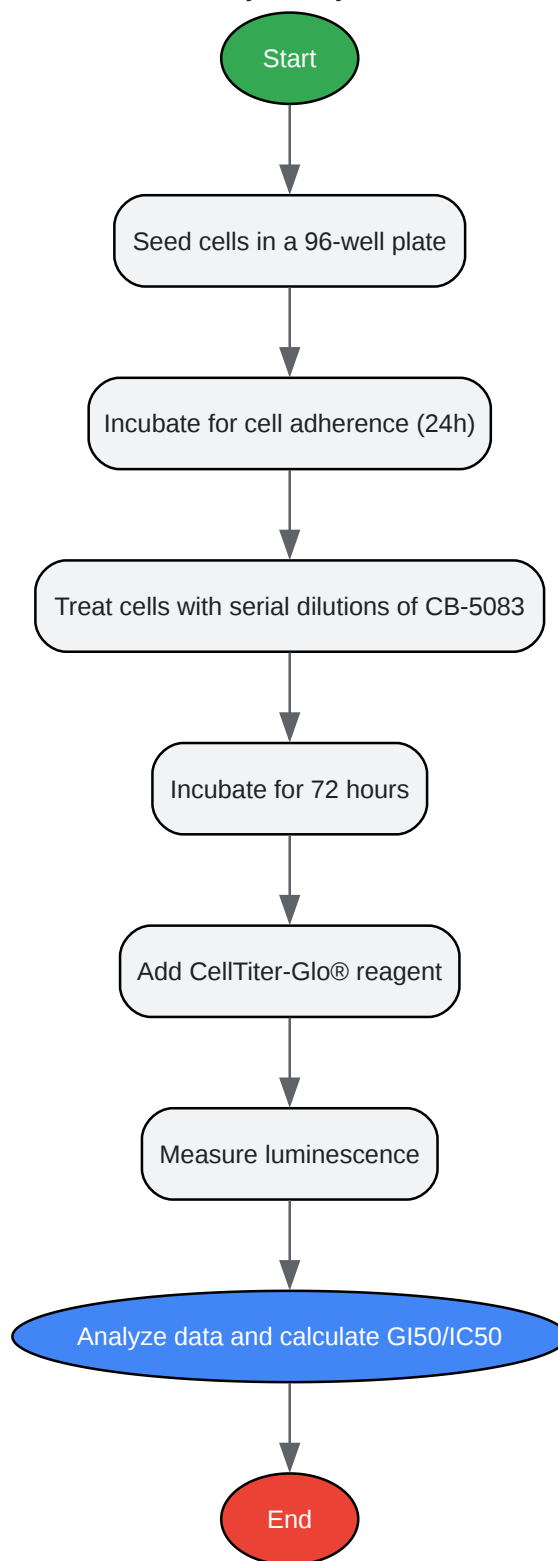 Start
Seed cells in a 96-well plate
Incubate for cell adherence (24h)
Treat cells with serial dilutions of CB-5083
Incubate for 72 hours
Add CellTiter-Glo® reagent
Measure luminescence
Analyze data and calculate GI50/IC50
End